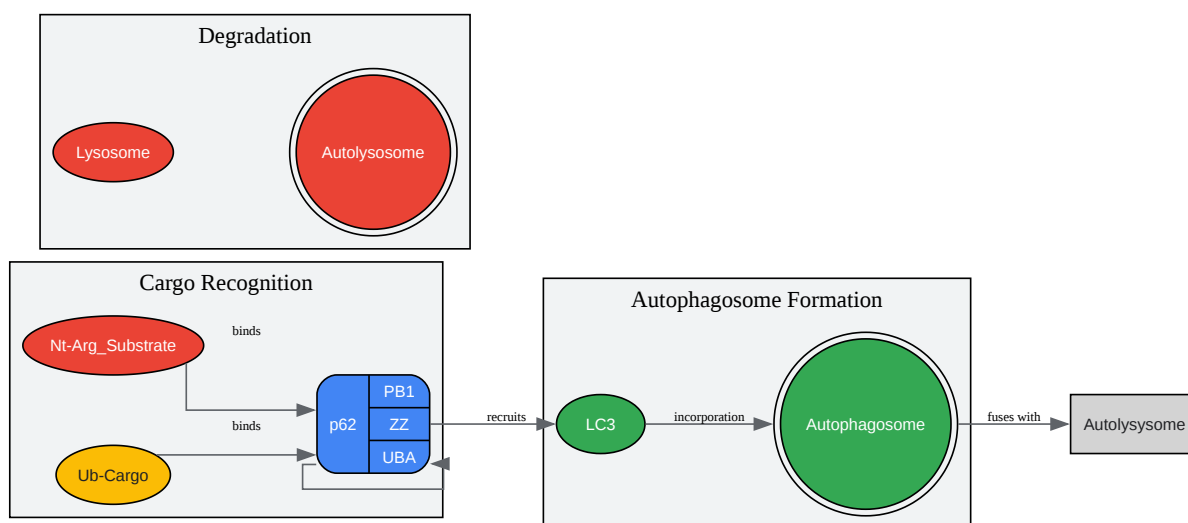 Degradation
Lysosome
Autolysosome
Cargo Recognition
Nt-Arg_Substrate
binds
binds
Ub-Cargo
p62
PB1
ZZ
UBA
recruits
Autophagosome Formation
LC3
incorporation
Autophagosome
fuses with
Autolysysome